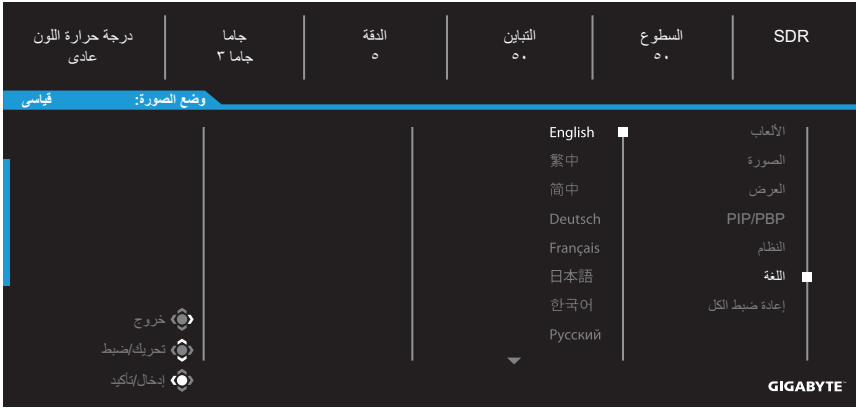 SDR
السطوع
٥٠
التباين
٥٠
الدقة
٥
جاما
جاما ٣
درجة حرارة اللون
عادى
وضع الصورة: قياسى
الألعاب
الصورة
العرض
PIP/PBP
النظام
اللغة
إعادة ضبط الكل
English
繁中
简中
Deutsch
Français
日本語
한국어
Русский
خروج
تحريك/ضبط
إدخال/تأكيد
GIGABYTE